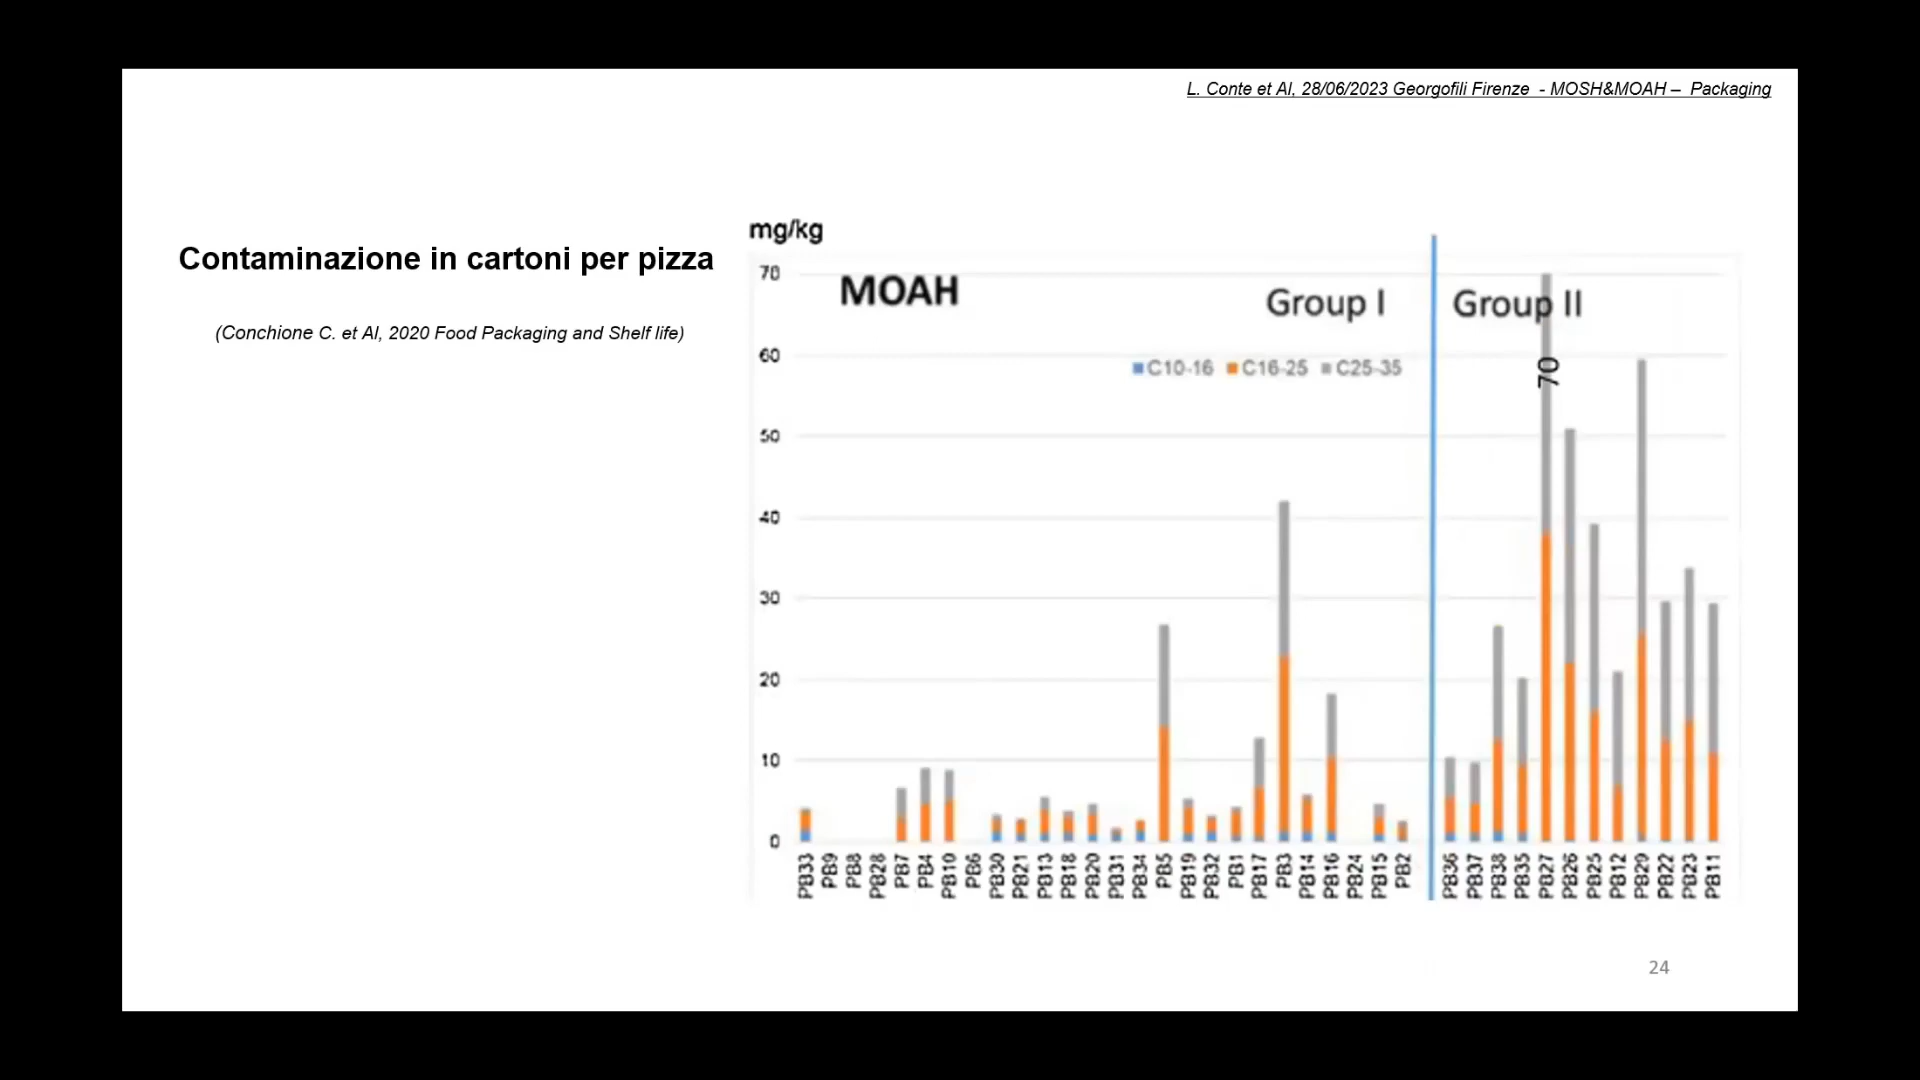 L. Conte et Al, 28/06/2023 Georgofili Firenze - MOSH&MOAH – Packaging
Contaminazione in cartoni per pizza
(Conchione C. et Al, 2020 Food Packaging and Shelf life)
mg/kg
MOAH
Group I
Group II
C10-16 C16-25 C25-35
70
70
60
50
40
30
20
10
0
PB33 PB9 PB8 PB28 PB7 PB4 PB10 PB6 PB30 PB21 PB13 PB18 PB20 PB31 PB34 PB5 PB19 PB32 PB1 PB17 PB3 PB14 PB16 PB24 PB15 PB2 PB36 PB37 PB38 PB35 PB27 PB26 PB25 PB12 PB29 PB22 PB23 PB11
24